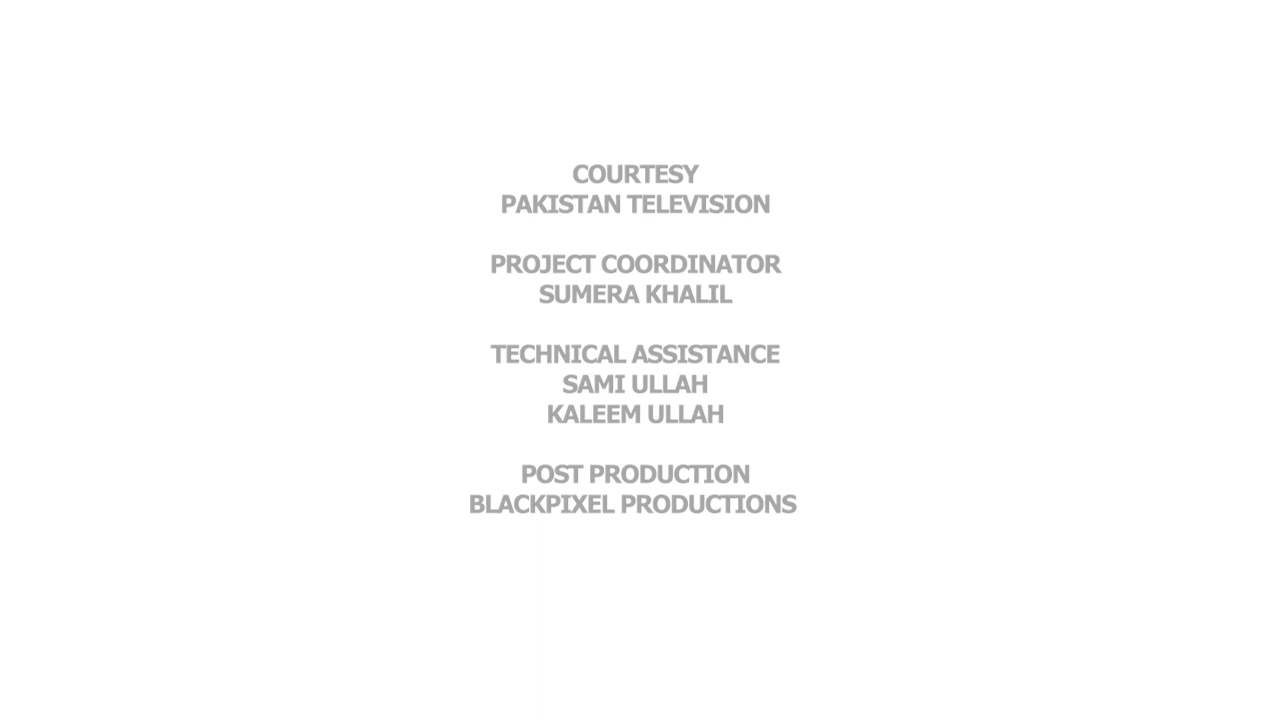 COURTESY
PAKISTAN TELEVISION
PROJECT COORDINATOR
SUMERA KHALIL
TECHNICAL ASSISTANCE
SAMI ULLAH
KALEEM ULLAH
POST PRODUCTION
BLACKPIXEL PRODUCTIONS